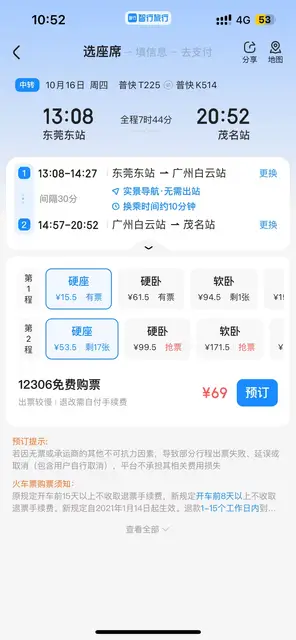 10:52
智行旅行
4G
53
选座席
填信息
去支付
分享
地图
中转
10月16日 周四 普快T225 普快K514
13:08
全程7时44分
20:52
东莞东站
茂名站
1 13:08-14:27 东莞东站 → 广州白云站 更换
间隔30分
实景导航·无需出站
换乘时间约10分钟
2 14:57-20:52 广州白云站 → 茂名站 更换
第1程
硬座
¥15.5 有票
硬卧
¥61.5 有票
软卧
¥94.5 剩1张
第2程
硬座
¥53.5 剩17张
硬卧
¥99.5 抢票
软卧
¥171.5 抢票
12306免费购票
出票较慢 | 退改需自付手续费
¥69
预订
预订提示:
若因无票或承运商的其他不可抗力因素，导致部分行程出票失败、延误或
取消（包含用户自行取消），平台不承担其相关费用损失
火车票购票须知:
原规定开车前15天以上不收取退票手续费，新规定开车前8天以上不收取
退票手续费。新规定自2021年1月14日起生效。退款1-15个工作日内到...
查看全部